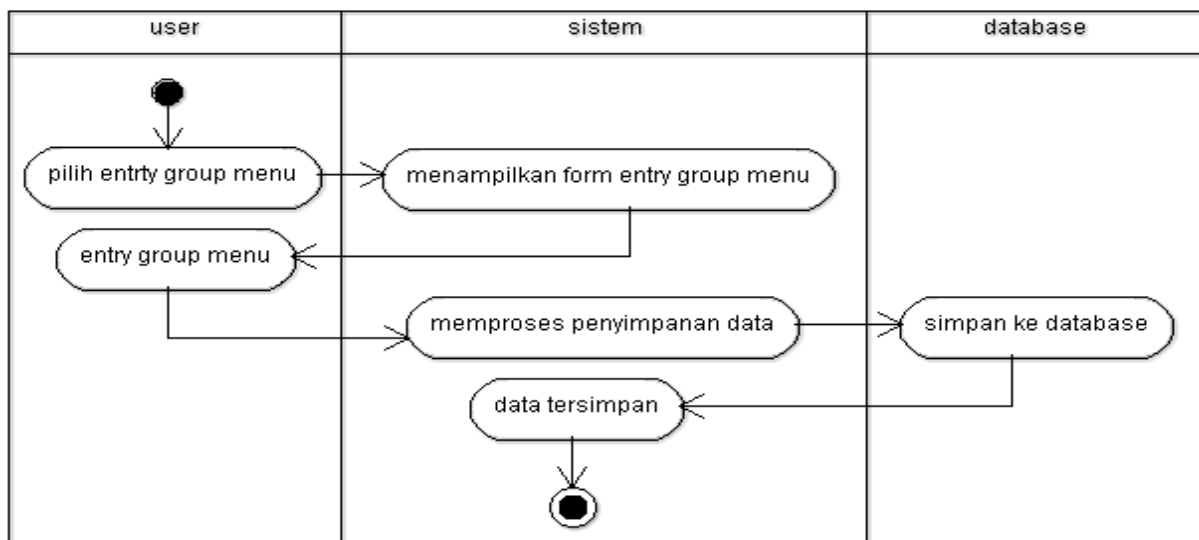 user
sistem
database
pilih entrty group menu
menampilkan form entry group menu
entry group menu
memproses penyimpanan data
simpan ke database
data tersimpan